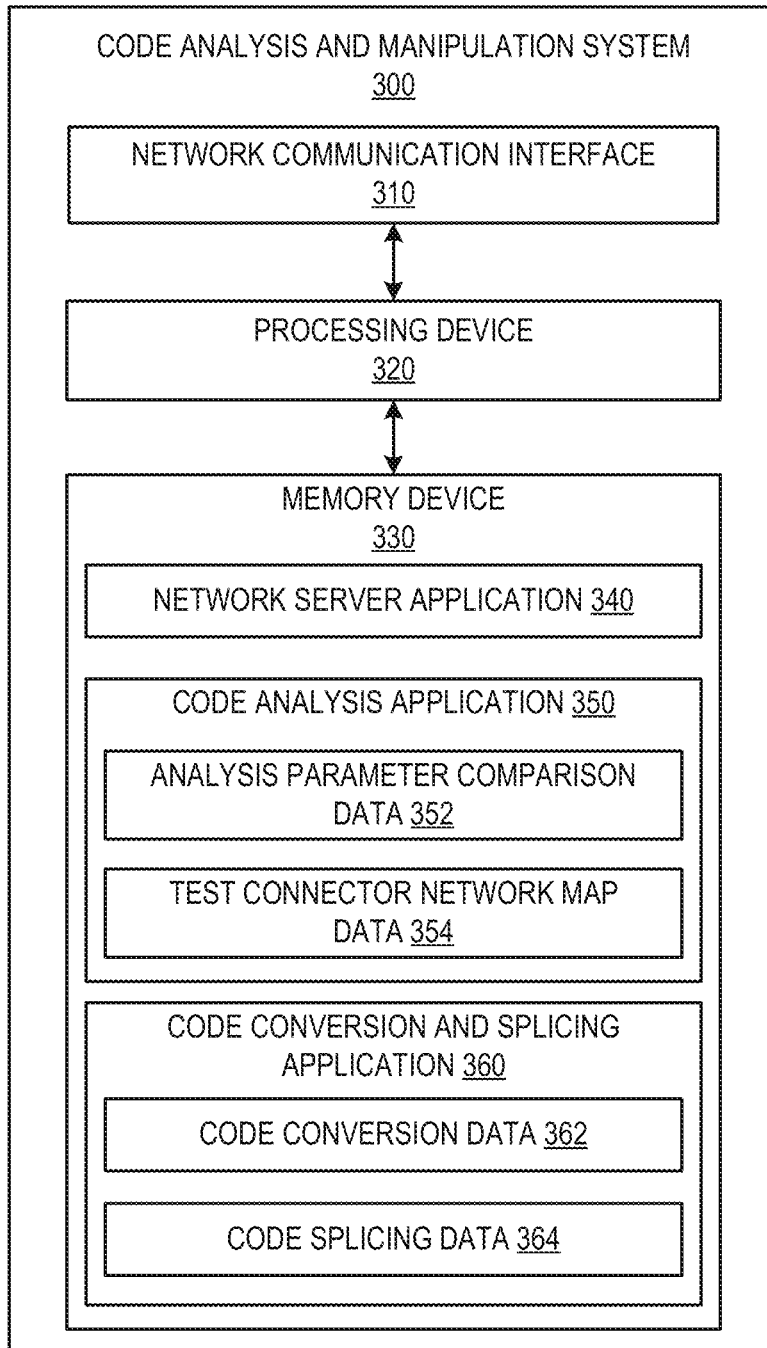 CODE ANALYSIS AND MANIPULATION SYSTEM
300
NETWORK COMMUNICATION INTERFACE
310
PROCESSING DEVICE
320
MEMORY DEVICE
330
NETWORK SERVER APPLICATION 340
CODE ANALYSIS APPLICATION 350
ANALYSIS PARAMETER COMPARISON
DATA 352
TEST CONNECTOR NETWORK MAP
DATA 354
CODE CONVERSION AND SPLICING
APPLICATION 360
CODE CONVERSION DATA 362
CODE SPLICING DATA 364